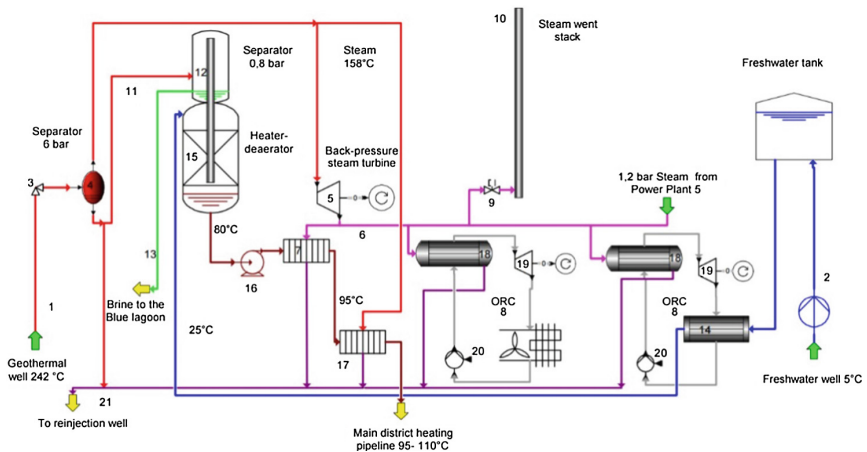 10
Steam went
stack
Separator
0,8 bar
Steam
158°C
Freshwater tank
12
11
Separator
6 bar
Heater-
deaerator
15
Back-pressure
steam turbine
3
4
5
1,2 bar Steam from
Power Plant 5
9
80°C
6
7
18
19
18
19
13
16
2
Brine to the
Blue lagoon
1
95°C
ORC
8
ORC
8
25°C
14
17
20
20
Geothermal
well 242 °C
Freshwater well 5°C
21
To reinjection well
Main district heating
pipeline 95- 110°C